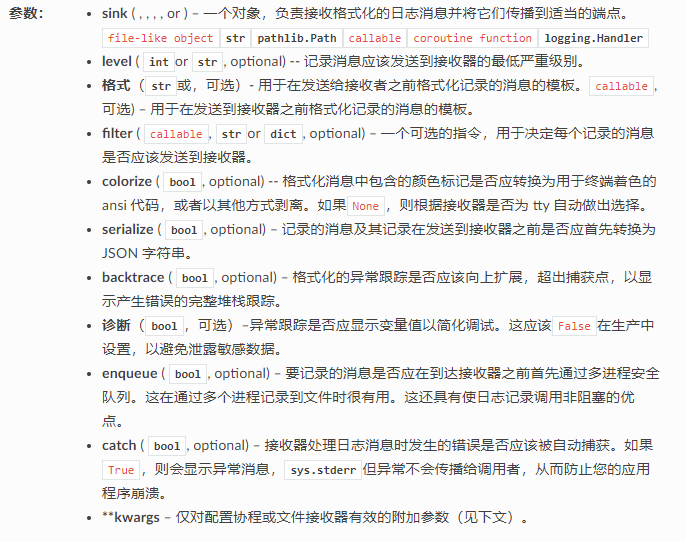 参数： • sink ( , , , , or ) – 一个对象，负责接收格式化的日志消息并将它们传播到适当的端点。
file-like object str pathlib.Path callable coroutine function logging.Handler
• level ( int or str , optional) -- 记录消息应该发送到接收器的最低严重级别。
• 格式（ str 或，可选）- 用于在发送给接收者之前格式化记录的消息的模板。 callable ,
可选) – 用于在发送到接收器之前格式化记录的消息的模板。
• filter ( callable , str or dict , optional) – 一个可选的指令，用于决定每个记录的消息
是否应该发送到接收器。
• colorize ( bool , optional) -- 格式化消息中包含的颜色标记是否应转换为用于终端着色的
ansi 代码，或者以其他方式剥离。如果 None ，则根据接收器是否为 tty 自动做出选择。
• serialize ( bool , optional) – 记录的消息及其记录在发送到接收器之前是否应首先转换为
JSON 字符串。
• backtrace ( bool , optional) – 格式化的异常跟踪是否应该向上扩展，超出捕获点，以显
示产生错误的完整堆栈跟踪。
• 诊断（ bool ，可选）–异常跟踪是否应显示变量值以简化调试。这应该 False 在生产中
设置，以避免泄露敏感数据。
• enqueue ( bool , optional) – 要记录的消息是否应在到达接收器之前首先通过多进程安全
队列。这在通过多个进程记录到文件时很有用。这还具有使日志记录调用非阻塞的优
点。
• catch ( bool , optional) – 接收器处理日志消息时发生的错误是否应该被自动捕获。如果
True ，则会显示异常消息， sys.stderr 但异常不会传播给调用者，从而防止您的应用
程序崩溃。
• **kwargs – 仅对配置协程或文件接收器有效的附加参数（见下文）。